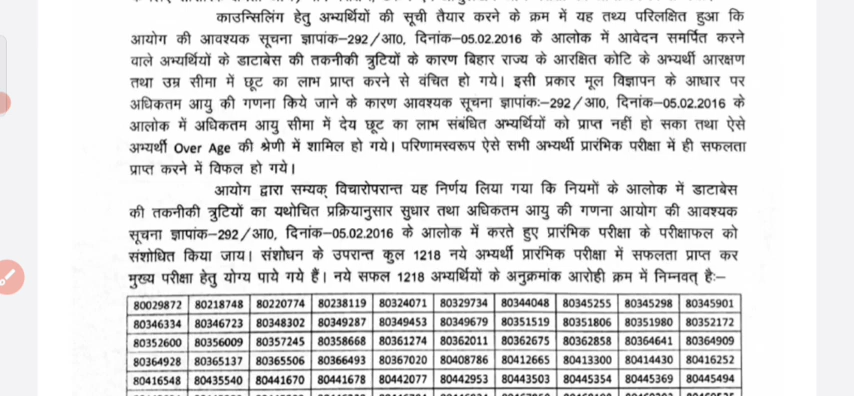 काउन्सिलिंग हेतु अभ्यर्थियों की सूची तैयार करने के क्रम में यह तथ्य परिलक्षित हुआ कि
आयोग की आवश्यक सूचना ज्ञापांक-292/आ0, दिनांक-05.02.2016 के आलोक में आवेदन समर्पित करने
वाले अभ्यर्थियों के डाटाबेस की तकनीकी त्रुटियों के कारण बिहार राज्य के आरक्षित कोटि के अभ्यर्थी आरक्षण
तथा उम्र सीमा में छूट का लाभ प्राप्त करने से वंचित हो गये। इसी प्रकार मूल विज्ञापन के आधार पर
अधिकतम आयु की गणना किये जाने के कारण आवश्यक सूचना ज्ञापांक:-292/आ0, दिनांक-05.02.2016 के
आलोक में अधिकतम आयु सीमा में देय छूट का लाभ संबंधित अभ्यर्थियों को प्राप्त नहीं हो सका तथा ऐसे
अभ्यर्थी Over Age की श्रेणी में शामिल हो गये। परिणामस्वरूप ऐसे सभी अभ्यर्थी प्रारंभिक परीक्षा में ही सफलता
प्राप्त करने में विफल हो गये।
आयोग द्वारा सम्यक् विचारोपरान्त यह निर्णय लिया गया कि नियमों के आलोक में डाटाबेस
की तकनीकी त्रुटियों का यथोचित प्रक्रियानुसार सुधार तथा अधिकतम आयु की गणना आयोग की आवश्यक
सूचना ज्ञापांक-292/आ0, दिनांक-05.02.2016 के आलोक में करते हुए प्रारंभिक परीक्षा के परीक्षाफल को
संशोधित किया जाय। संशोधन के उपरान्त कुल 1218 नये अभ्यर्थी प्रारंभिक परीक्षा में सफलता प्राप्त कर
मुख्य परीक्षा हेतु योग्य पाये गये हैं। नये सफल 1218 अभ्यर्थियों के अनुक्रमांक आरोही क्रम में निम्नवत् है:-
80029872 80218748 80220774 80238119 80324071 80329734 80344048 80345255 80345298 80345901
80346334 80346723 80348302 80349287 80349453 80349679 80351519 80351806 80351980 80352172
80352600 80356009 80357245 80358668 80361274 80362011 80362675 80362858 80364641 80364909
80364928 80365137 80365506 80366493 80367020 80408786 80412665 80413300 80414430 80416252
80416548 80435540 80441670 80441678 80442077 80442953 80443503 80445354 80445369 80445494